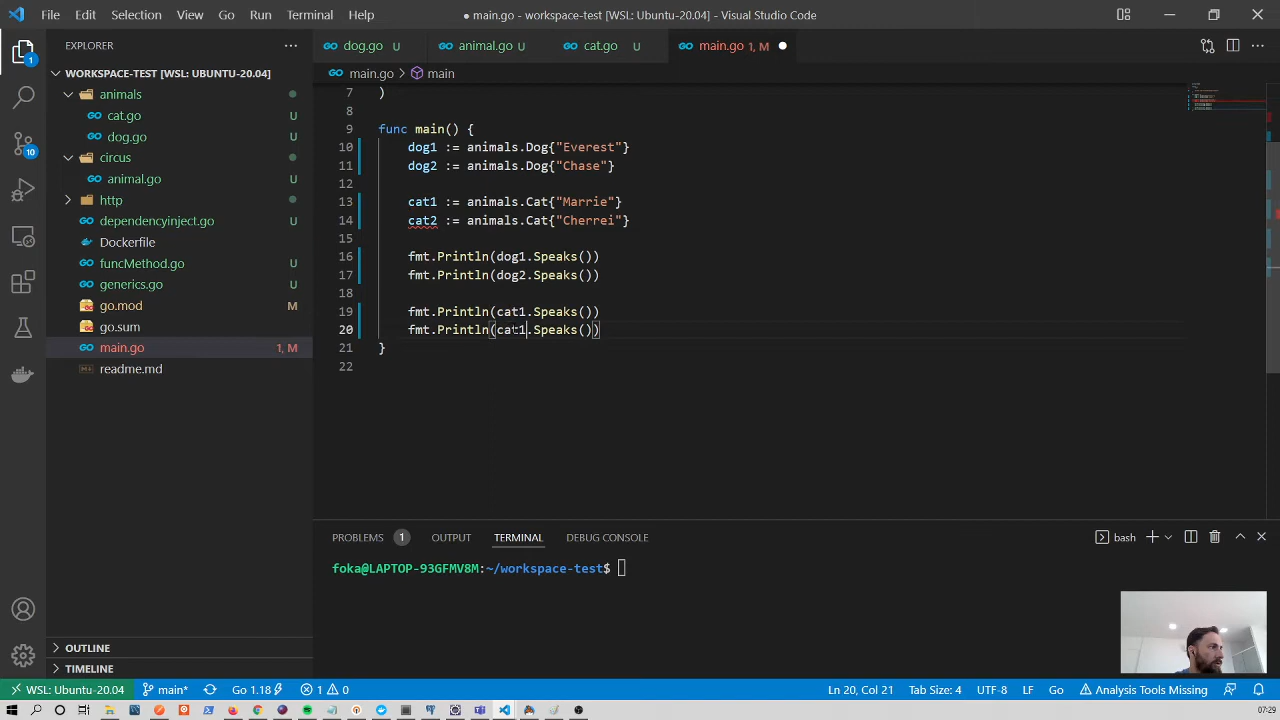 File Edit Selection View Go Run Terminal Help
● main.go - workspace-test [WSL: Ubuntu-20.04] - Visual Studio Code
EXPLORER
dog.go U
animal.go U
cat.go U
main.go 1, M
WORKSPACE-TEST [WSL: UBUNTU-20.04]
animals
cat.go U
dog.go U
circus
animal.go U
http
dependencyinject.go U
Dockerfile
funcMethod.go U
generics.go U
go.mod
go.sum
main.go 1, M
readme.md
OUTLINE
TIMELINE
main.go > main
7 )
8
9 func main() {
10 dog1 := animals.Dog{"Everest"}
11 dog2 := animals.Dog{"Chase"}
12
13 cat1 := animals.Cat{"Marrie"}
14 cat2 := animals.Cat{"Cherrei"}
15
16 fmt.Println(dog1.Speaks())
17 fmt.Println(dog2.Speaks())
18
19 fmt.Println(cat1.Speaks())
20 fmt.Println(cat1.Speaks())
21 }
22
PROBLEMS 1 OUTPUT TERMINAL DEBUG CONSOLE
bash
foka@LAPTOP-93GFMV8M:~/workspace-test$
1
10
WSL: Ubuntu-20.04 main* Go 1.18 1 0
Ln 20, Col 21 Tab Size: 4 UTF-8 LF Go Analysis Tools Missing
07:29